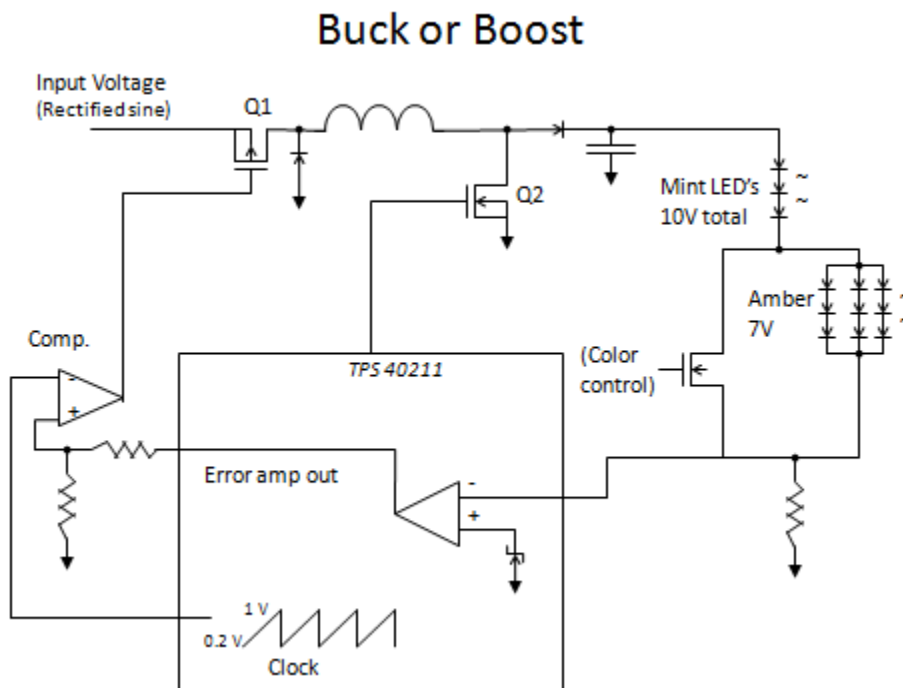 Buck or Boost
Input Voltage
(Rectified sine)
Q1
Q2
Mint LED's
10V total
~
~
Amber
7V
~
~
(Color
control)
Comp.
-
+
TPS 40211
Error amp out
-
+
1 V
0.2 V
Clock